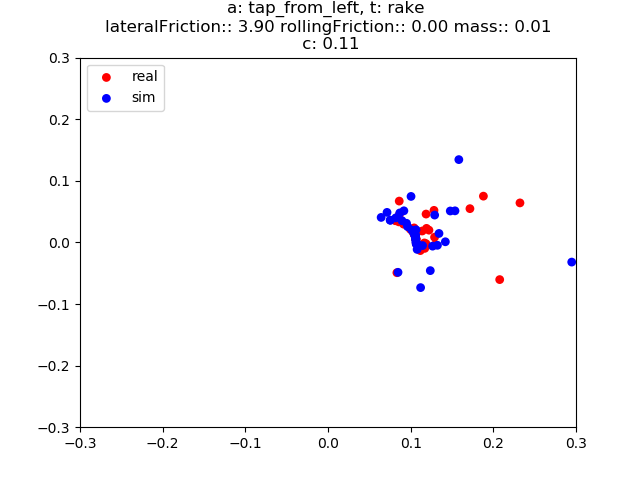 a: tap_from_left, t: rake
lateralFriction:: 3.90 rollingFriction:: 0.00 mass:: 0.01
c: 0.11
real
sim
0.3
0.2
0.1
0.0
−0.1
−0.2
−0.3
−0.3 −0.2 −0.1 0.0 0.1 0.2 0.3